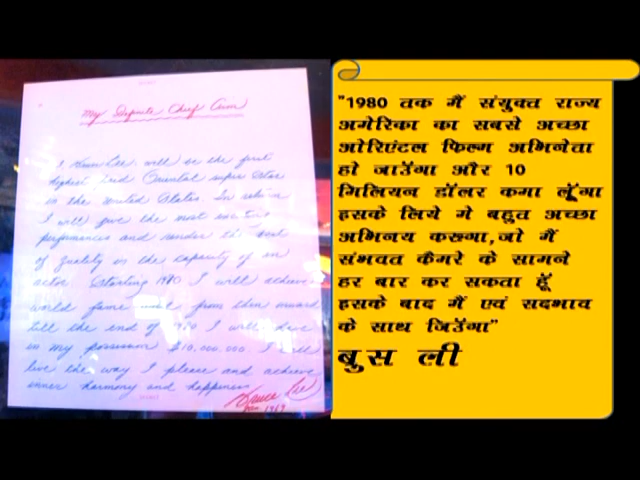 My Definite Chief Aim
I, Bruce Lee, will be the first
highest paid Oriental super star
in the United States. In return
I will give the most exciting
performances and render the best
of quality in the capacity of an
actor. Starting 1970 I will achieve
world fame and from then onward
till the end of 1980 I will have
in my possession $10,000,000. I will
live the way I please and achieve
inner harmony and happiness
Bruce Lee
Jan. 1969
"1980 तक मैं संयुक्त राज्य
अमेरिका का सबसे अच्छा
ओरिएंटल फिल्म अभिनेता
हो जाउँगा और 10
मिलियन डॉलर कमा लूंगा
इसके लिये मे बहुत अच्छा
अभिनय करूगा,जो मैं
संभवत कैमरे के सामने
हर बार कर सकता हूँ
इसके बाद मैं एवं सदभाव
के साथ जिउँगा"
ब्रुस ली